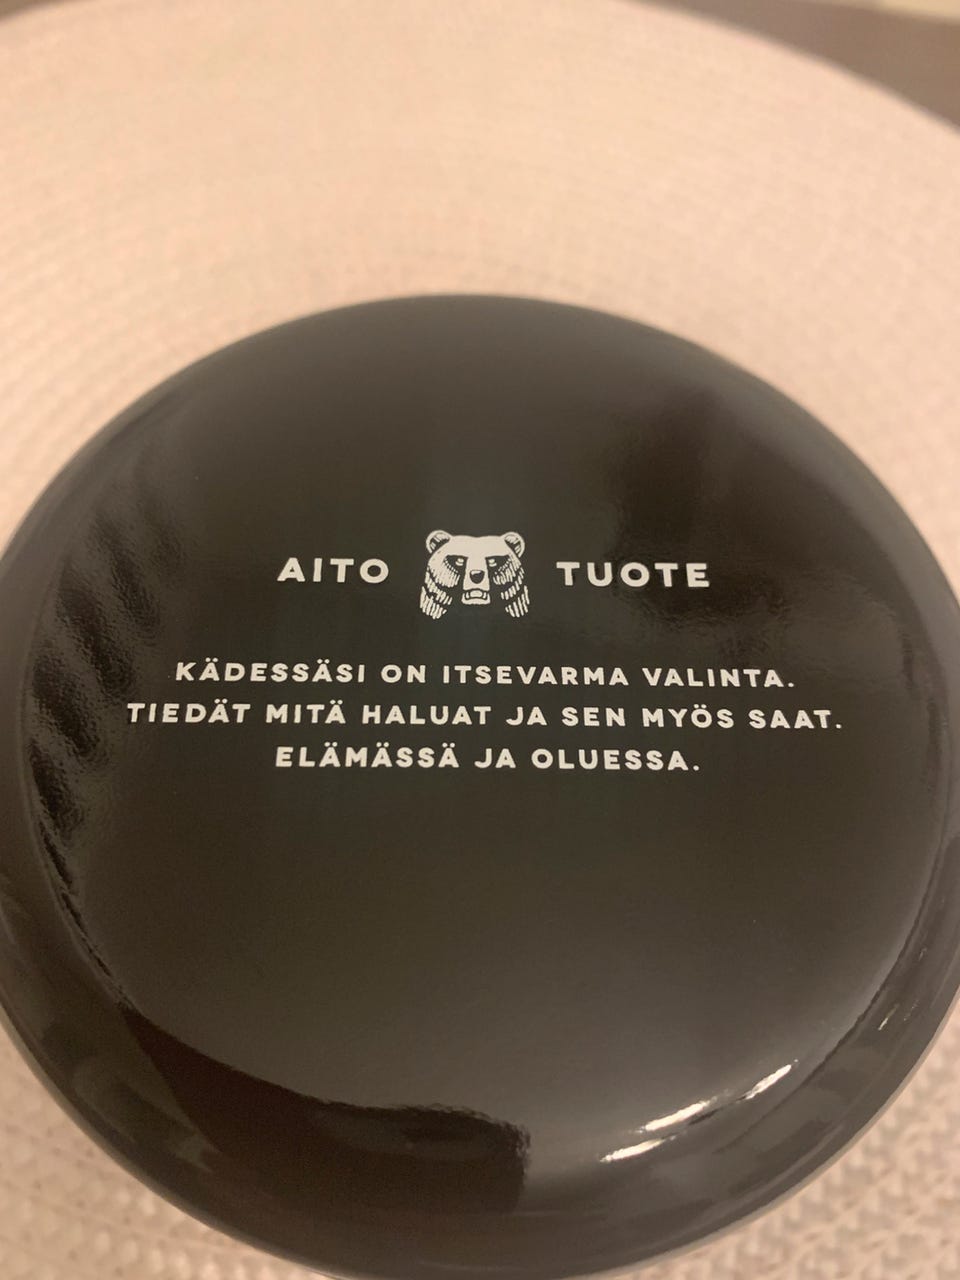 AITO TUOTE
KÄDESSÄSI ON ITSEVARMA VALINTA.
TIEDÄT MITÄ HALUAT JA SEN MYÖS SAAT.
ELÄMÄSSÄ JA OLUESSA.